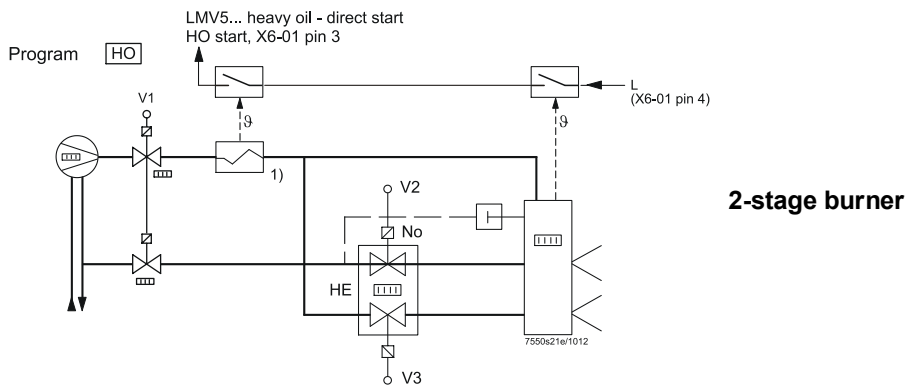 LMV5... heavy oil - direct start
HO start, X6-01 pin 3
Program HO
L
(X6-01 pin 4)
V1
ϑ
ϑ
1)
V2
2-stage burner
No
HE
7550s21e/1012
V3